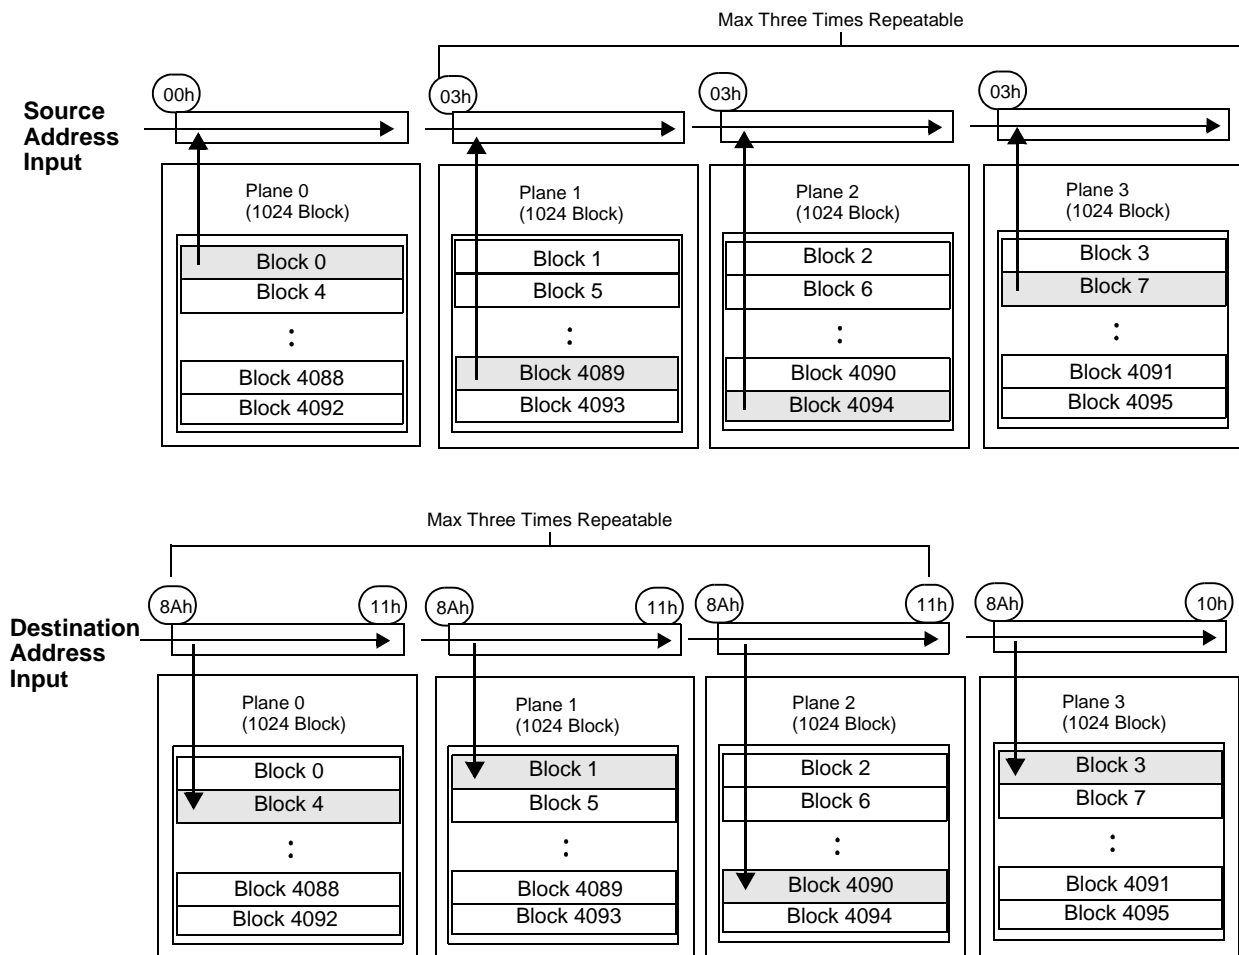 Max Three Times Repeatable
00h
03h
03h
03h
Source
Address
Input
Plane 0
(1024 Block)
Block 0
Block 4
:
Block 4088
Block 4092
Plane 1
(1024 Block)
Block 1
Block 5
:
Block 4089
Block 4093
Plane 2
(1024 Block)
Block 2
Block 6
:
Block 4090
Block 4094
Plane 3
(1024 Block)
Block 3
Block 7
:
Block 4091
Block 4095
Max Three Times Repeatable
8Ah
11h
8Ah
11h
8Ah
11h
8Ah
10h
Destination
Address
Input
Plane 0
(1024 Block)
Block 0
Block 4
:
Block 4088
Block 4092
Plane 1
(1024 Block)
Block 1
Block 5
:
Block 4089
Block 4093
Plane 2
(1024 Block)
Block 2
Block 6
:
Block 4090
Block 4094
Plane 3
(1024 Block)
Block 3
Block 7
:
Block 4091
Block 4095